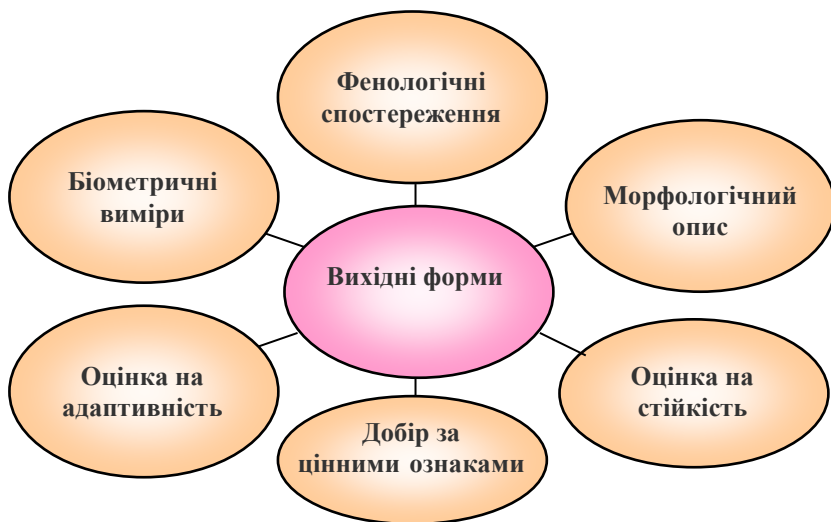 Фенологічні
спостереження
Біометричні
виміри
Морфологічний
опис
Вихідні форми
Оцінка на
адаптивність
Оцінка на
стійкість
Добір за
цінними ознаками